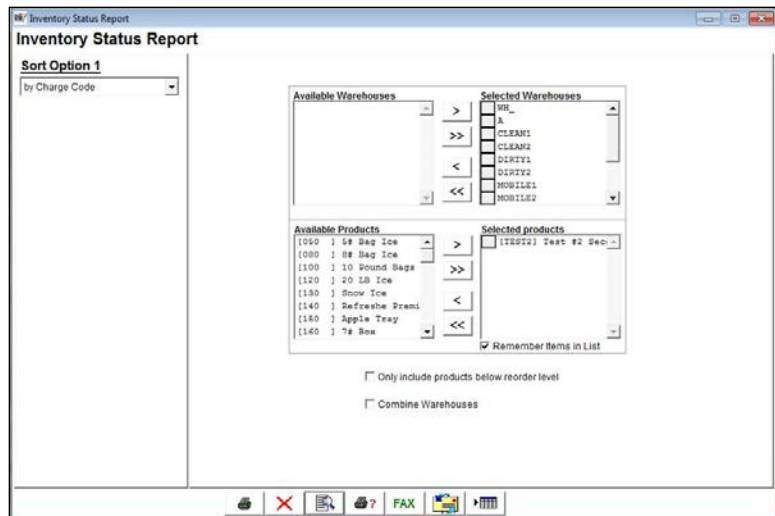 Inventory Status Report
Inventory Status Report
Sort Option 1
by Charge Code
Available Warehouses
>
>>
<
<<
Selected Warehouses
WH_
A
CLEAN1
CLEAN2
DIRTY1
DIRTY2
MOBILE1
MOBILE2
Available Products
[050 ] 5# Bag Ice
[080 ] 8# Bag Ice
[100 ] 10 Pound Bags
[120 ] 20 LB Ice
[130 ] Snow Ice
[140 ] Refreshe Premi
[150 ] Apple Tray
[160 ] 7# Box
>
>>
<
<<
Selected products
[TEST2] Test #2 Sec
Remember Items in List
Only include products below reorder level
Combine Warehouses
? FAX